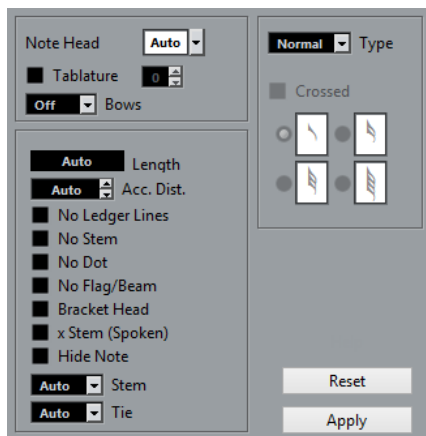 Note Head Auto
Tablature 0
Off Bows
Auto Length
Auto Acc. Dist.
No Ledger Lines
No Stem
No Dot
No Flag/Beam
Bracket Head
x Stem (Spoken)
Hide Note
Auto Stem
Auto Tie
Normal Type
Crossed
Reset
Apply